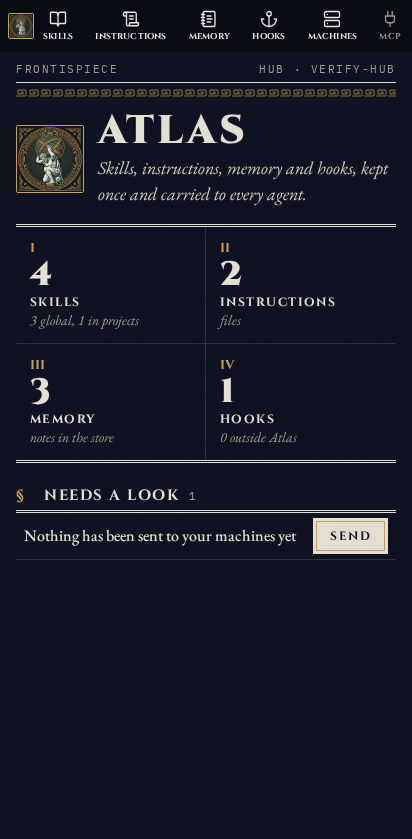 SKILLS
INSTRUCTIONS
MEMORY
HOOKS
MACHINES
MCP
FRONTISPIECE
HUB · VERIFY-HUB
ATLAS
Skills, instructions, memory and hooks, kept
once and carried to every agent.
I
4
SKILLS
3 global, 1 in projects
II
2
INSTRUCTIONS
files
III
3
MEMORY
notes in the store
IV
1
HOOKS
0 outside Atlas
§ NEEDS A LOOK 1
Nothing has been sent to your machines yet
SEND